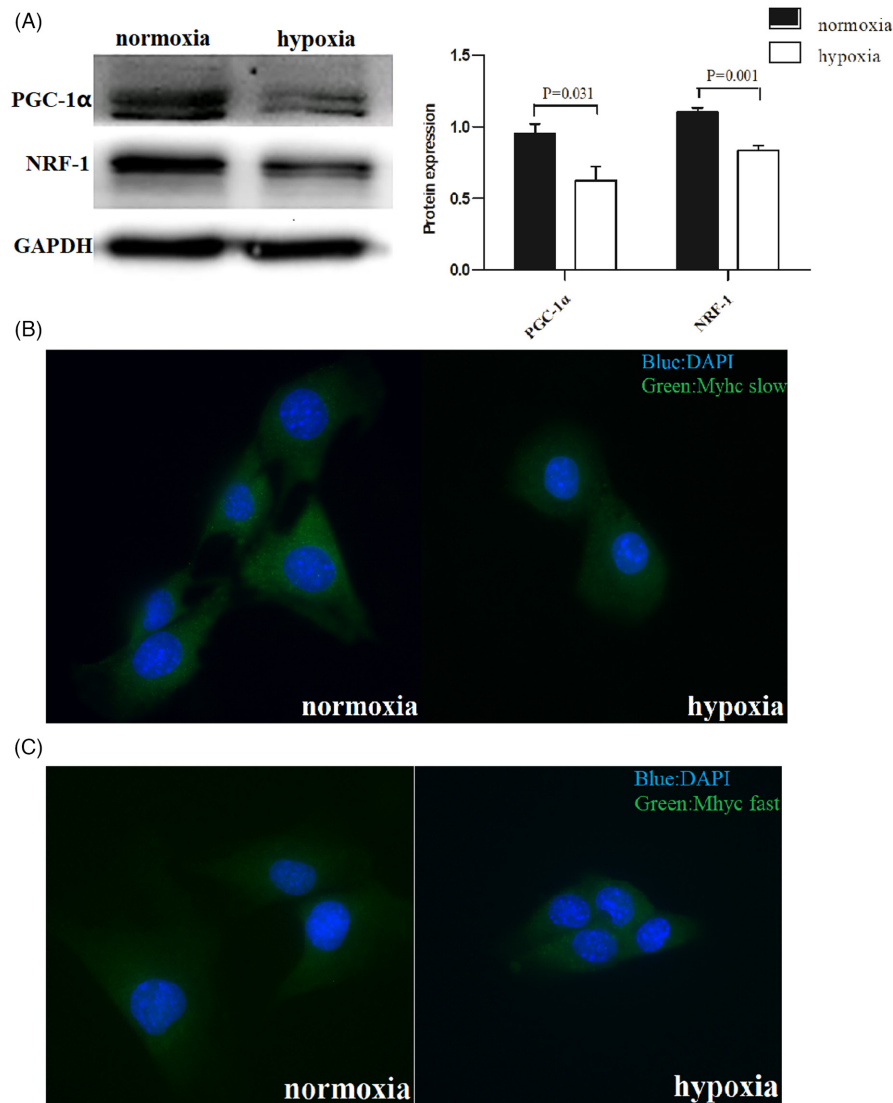 (A)
normoxia hypoxia
PGC-1α
NRF-1
GAPDH
normoxia
hypoxia
P=0.031
P=0.001
Protein expression
1.5
1.0
0.5
0.0
PGC-1α
NRF-1
(B)
Blue:DAPI
Green:Myhc slow
normoxia
hypoxia
(C)
Blue:DAPI
Green:Mhyc fast
normoxia
hypoxia